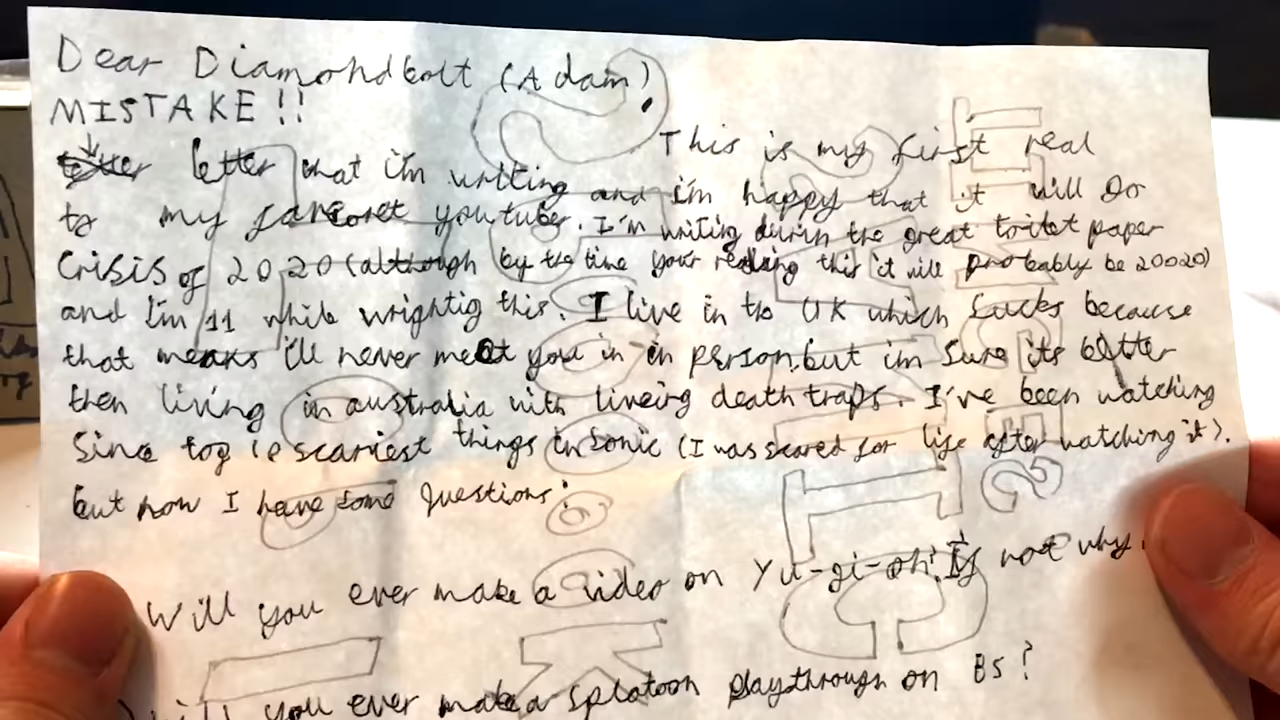 Dear Diamondbolt (Adam),
MISTAKE!!
This is my first real
letter that i'm writing and i'm happy that it will go
to my favorite youtuber. I'm writing durin the great toilet paper
Crisis of 2020 (although by the time your reading this it will probably be 20020)
and I'm 11 while wrightig this. I live in the UK which sucks because
that means i'll never meet you in in person, but i'm sure its better
then living in australia with liveing death traps. I've been watching
Since top 10 scariest things in Sonic (I was scared for life after watching it).
but now I have some questions:
Will you ever make a video on Yu-gi-oh? If not why.
will you ever make a splatoon playthrough on BS?